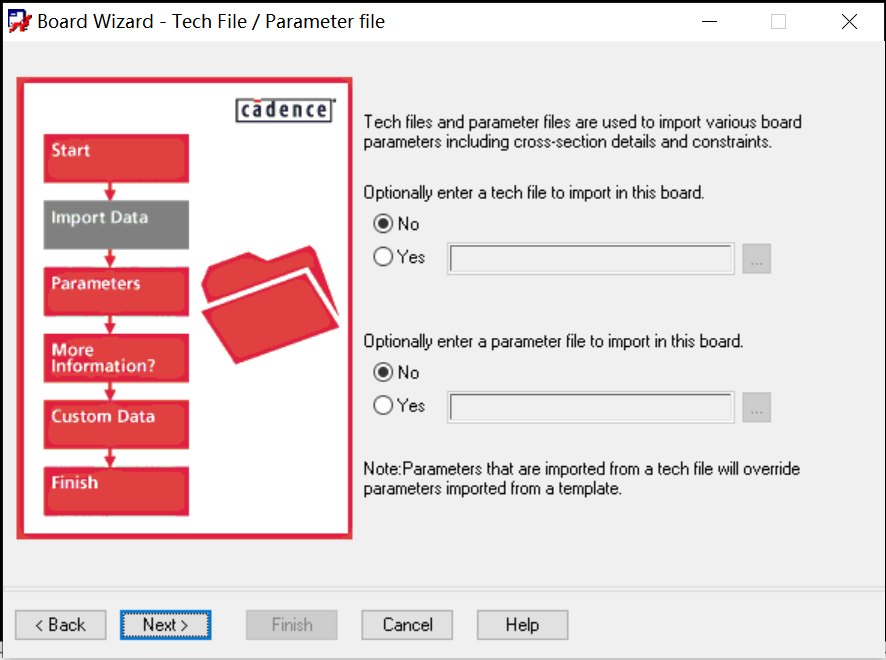 Board Wizard - Tech File / Parameter file
cādence
Start
Import Data
Parameters
More
Information?
Custom Data
Finish
Tech files and parameter files are used to import various board
parameters including cross-section details and constraints.
Optionally enter a tech file to import in this board.
No
Yes
...
Optionally enter a parameter file to import in this board.
No
Yes
...
Note:Parameters that are imported from a tech file will override
parameters imported from a template.
< Back
Next >
Finish
Cancel
Help